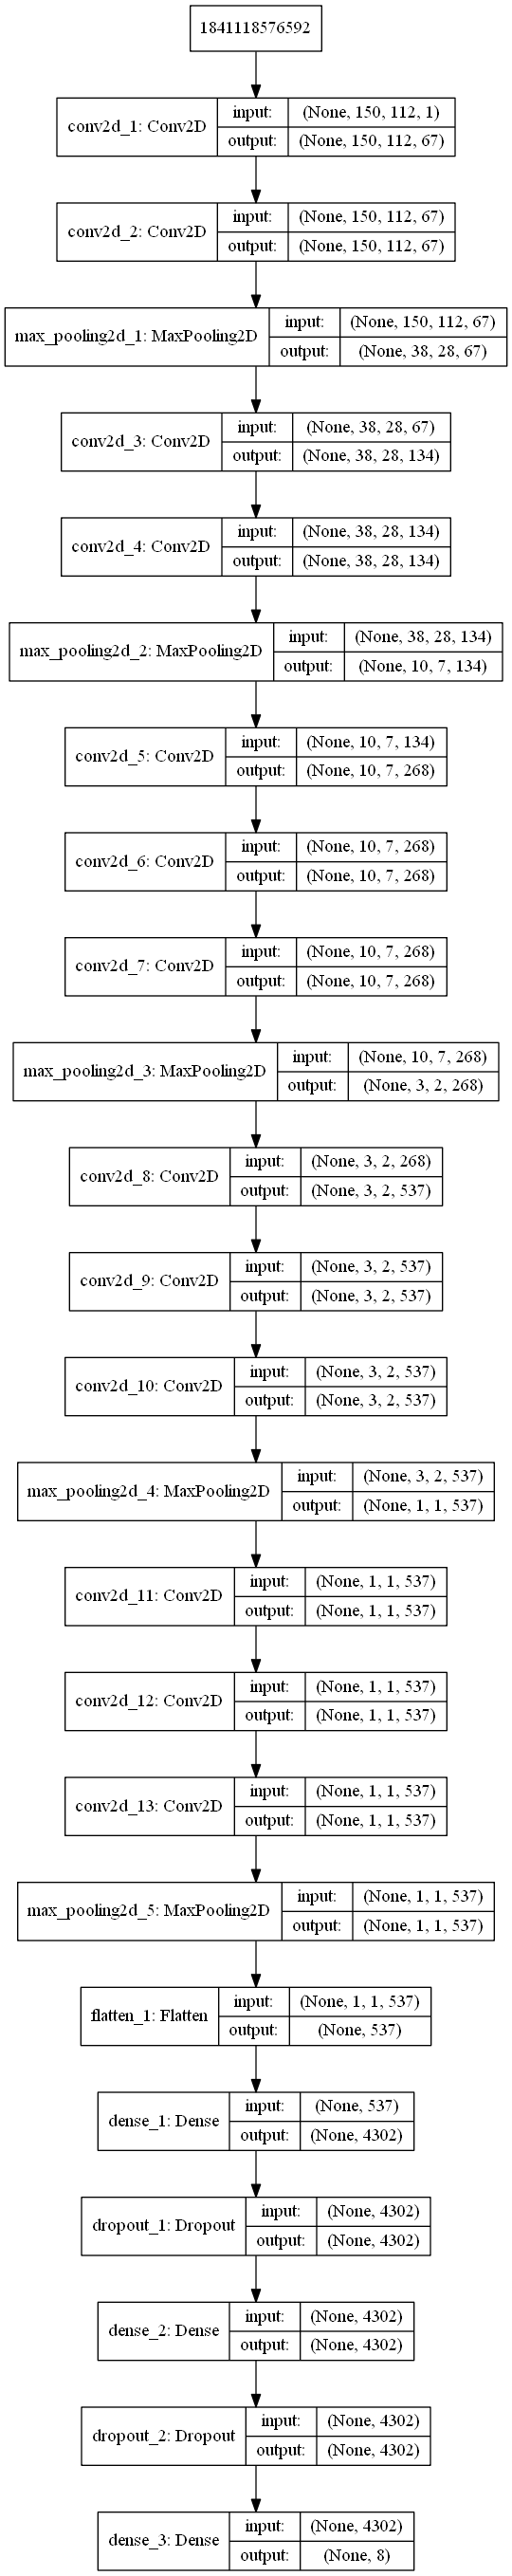 1841118576592
conv2d_1: Conv2D input: (None, 150, 112, 1)
output: (None, 150, 112, 67)
conv2d_2: Conv2D input: (None, 150, 112, 67)
output: (None, 150, 112, 67)
max_pooling2d_1: MaxPooling2D input: (None, 150, 112, 67)
output: (None, 38, 28, 67)
conv2d_3: Conv2D input: (None, 38, 28, 67)
output: (None, 38, 28, 134)
conv2d_4: Conv2D input: (None, 38, 28, 134)
output: (None, 38, 28, 134)
max_pooling2d_2: MaxPooling2D input: (None, 38, 28, 134)
output: (None, 10, 7, 134)
conv2d_5: Conv2D input: (None, 10, 7, 134)
output: (None, 10, 7, 268)
conv2d_6: Conv2D input: (None, 10, 7, 268)
output: (None, 10, 7, 268)
conv2d_7: Conv2D input: (None, 10, 7, 268)
output: (None, 10, 7, 268)
max_pooling2d_3: MaxPooling2D input: (None, 10, 7, 268)
output: (None, 3, 2, 268)
conv2d_8: Conv2D input: (None, 3, 2, 268)
output: (None, 3, 2, 537)
conv2d_9: Conv2D input: (None, 3, 2, 537)
output: (None, 3, 2, 537)
conv2d_10: Conv2D input: (None, 3, 2, 537)
output: (None, 3, 2, 537)
max_pooling2d_4: MaxPooling2D input: (None, 3, 2, 537)
output: (None, 1, 1, 537)
conv2d_11: Conv2D input: (None, 1, 1, 537)
output: (None, 1, 1, 537)
conv2d_12: Conv2D input: (None, 1, 1, 537)
output: (None, 1, 1, 537)
conv2d_13: Conv2D input: (None, 1, 1, 537)
output: (None, 1, 1, 537)
max_pooling2d_5: MaxPooling2D input: (None, 1, 1, 537)
output: (None, 1, 1, 537)
flatten_1: Flatten input: (None, 1, 1, 537)
output: (None, 537)
dense_1: Dense input: (None, 537)
output: (None, 4302)
dropout_1: Dropout input: (None, 4302)
output: (None, 4302)
dense_2: Dense input: (None, 4302)
output: (None, 4302)
dropout_2: Dropout input: (None, 4302)
output: (None, 4302)
dense_3: Dense input: (None, 4302)
output: (None, 8)